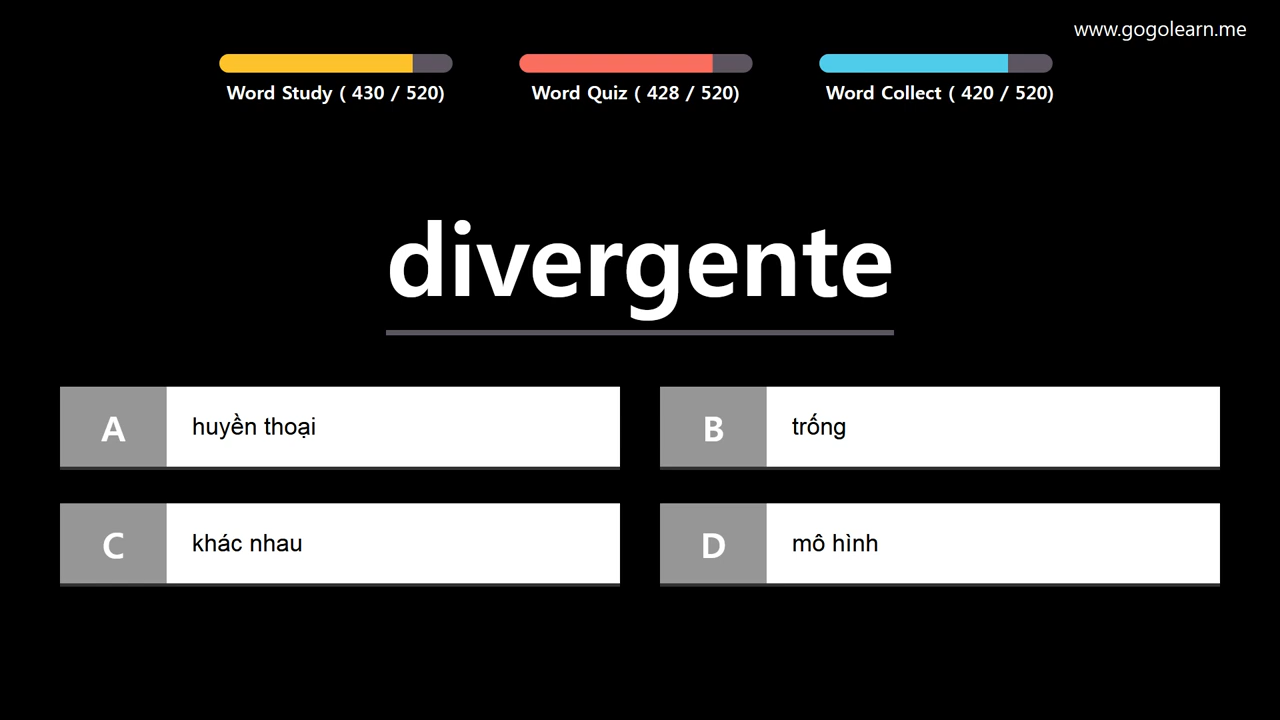 www.gogolearn.me
Word Study ( 430 / 520)
Word Quiz ( 428 / 520)
Word Collect ( 420 / 520)
divergente
A huyền thoại
B trống
C khác nhau
D mô hình